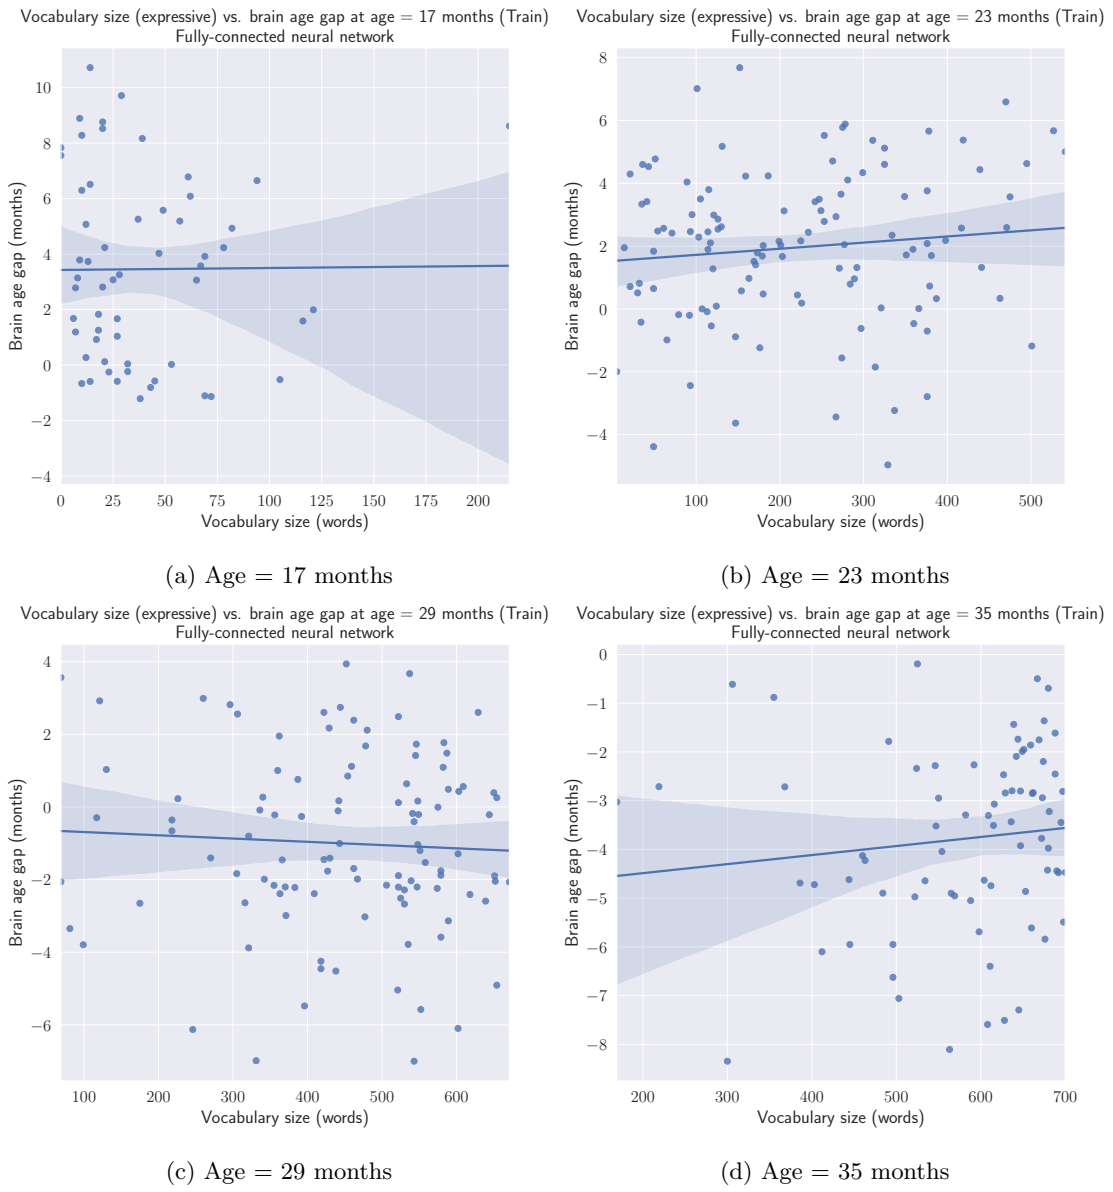 Vocabulary size (expressive) vs. brain age gap at age = 17 months (Train)
Fully-connected neural network
10
8
6
4
2
0
−2
−4
Brain age gap (months)
0 25 50 75 100 125 150 175 200
Vocabulary size (words)
(a) Age = 17 months
Vocabulary size (expressive) vs. brain age gap at age = 23 months (Train)
Fully-connected neural network
8
6
4
2
0
−2
−4
Brain age gap (months)
100 200 300 400 500
Vocabulary size (words)
(b) Age = 23 months
Vocabulary size (expressive) vs. brain age gap at age = 29 months (Train)
Fully-connected neural network
4
2
0
−2
−4
−6
Brain age gap (months)
100 200 300 400 500 600
Vocabulary size (words)
(c) Age = 29 months
Vocabulary size (expressive) vs. brain age gap at age = 35 months (Train)
Fully-connected neural network
0
−1
−2
−3
−4
−5
−6
−7
−8
Brain age gap (months)
200 300 400 500 600 700
Vocabulary size (words)
(d) Age = 35 months